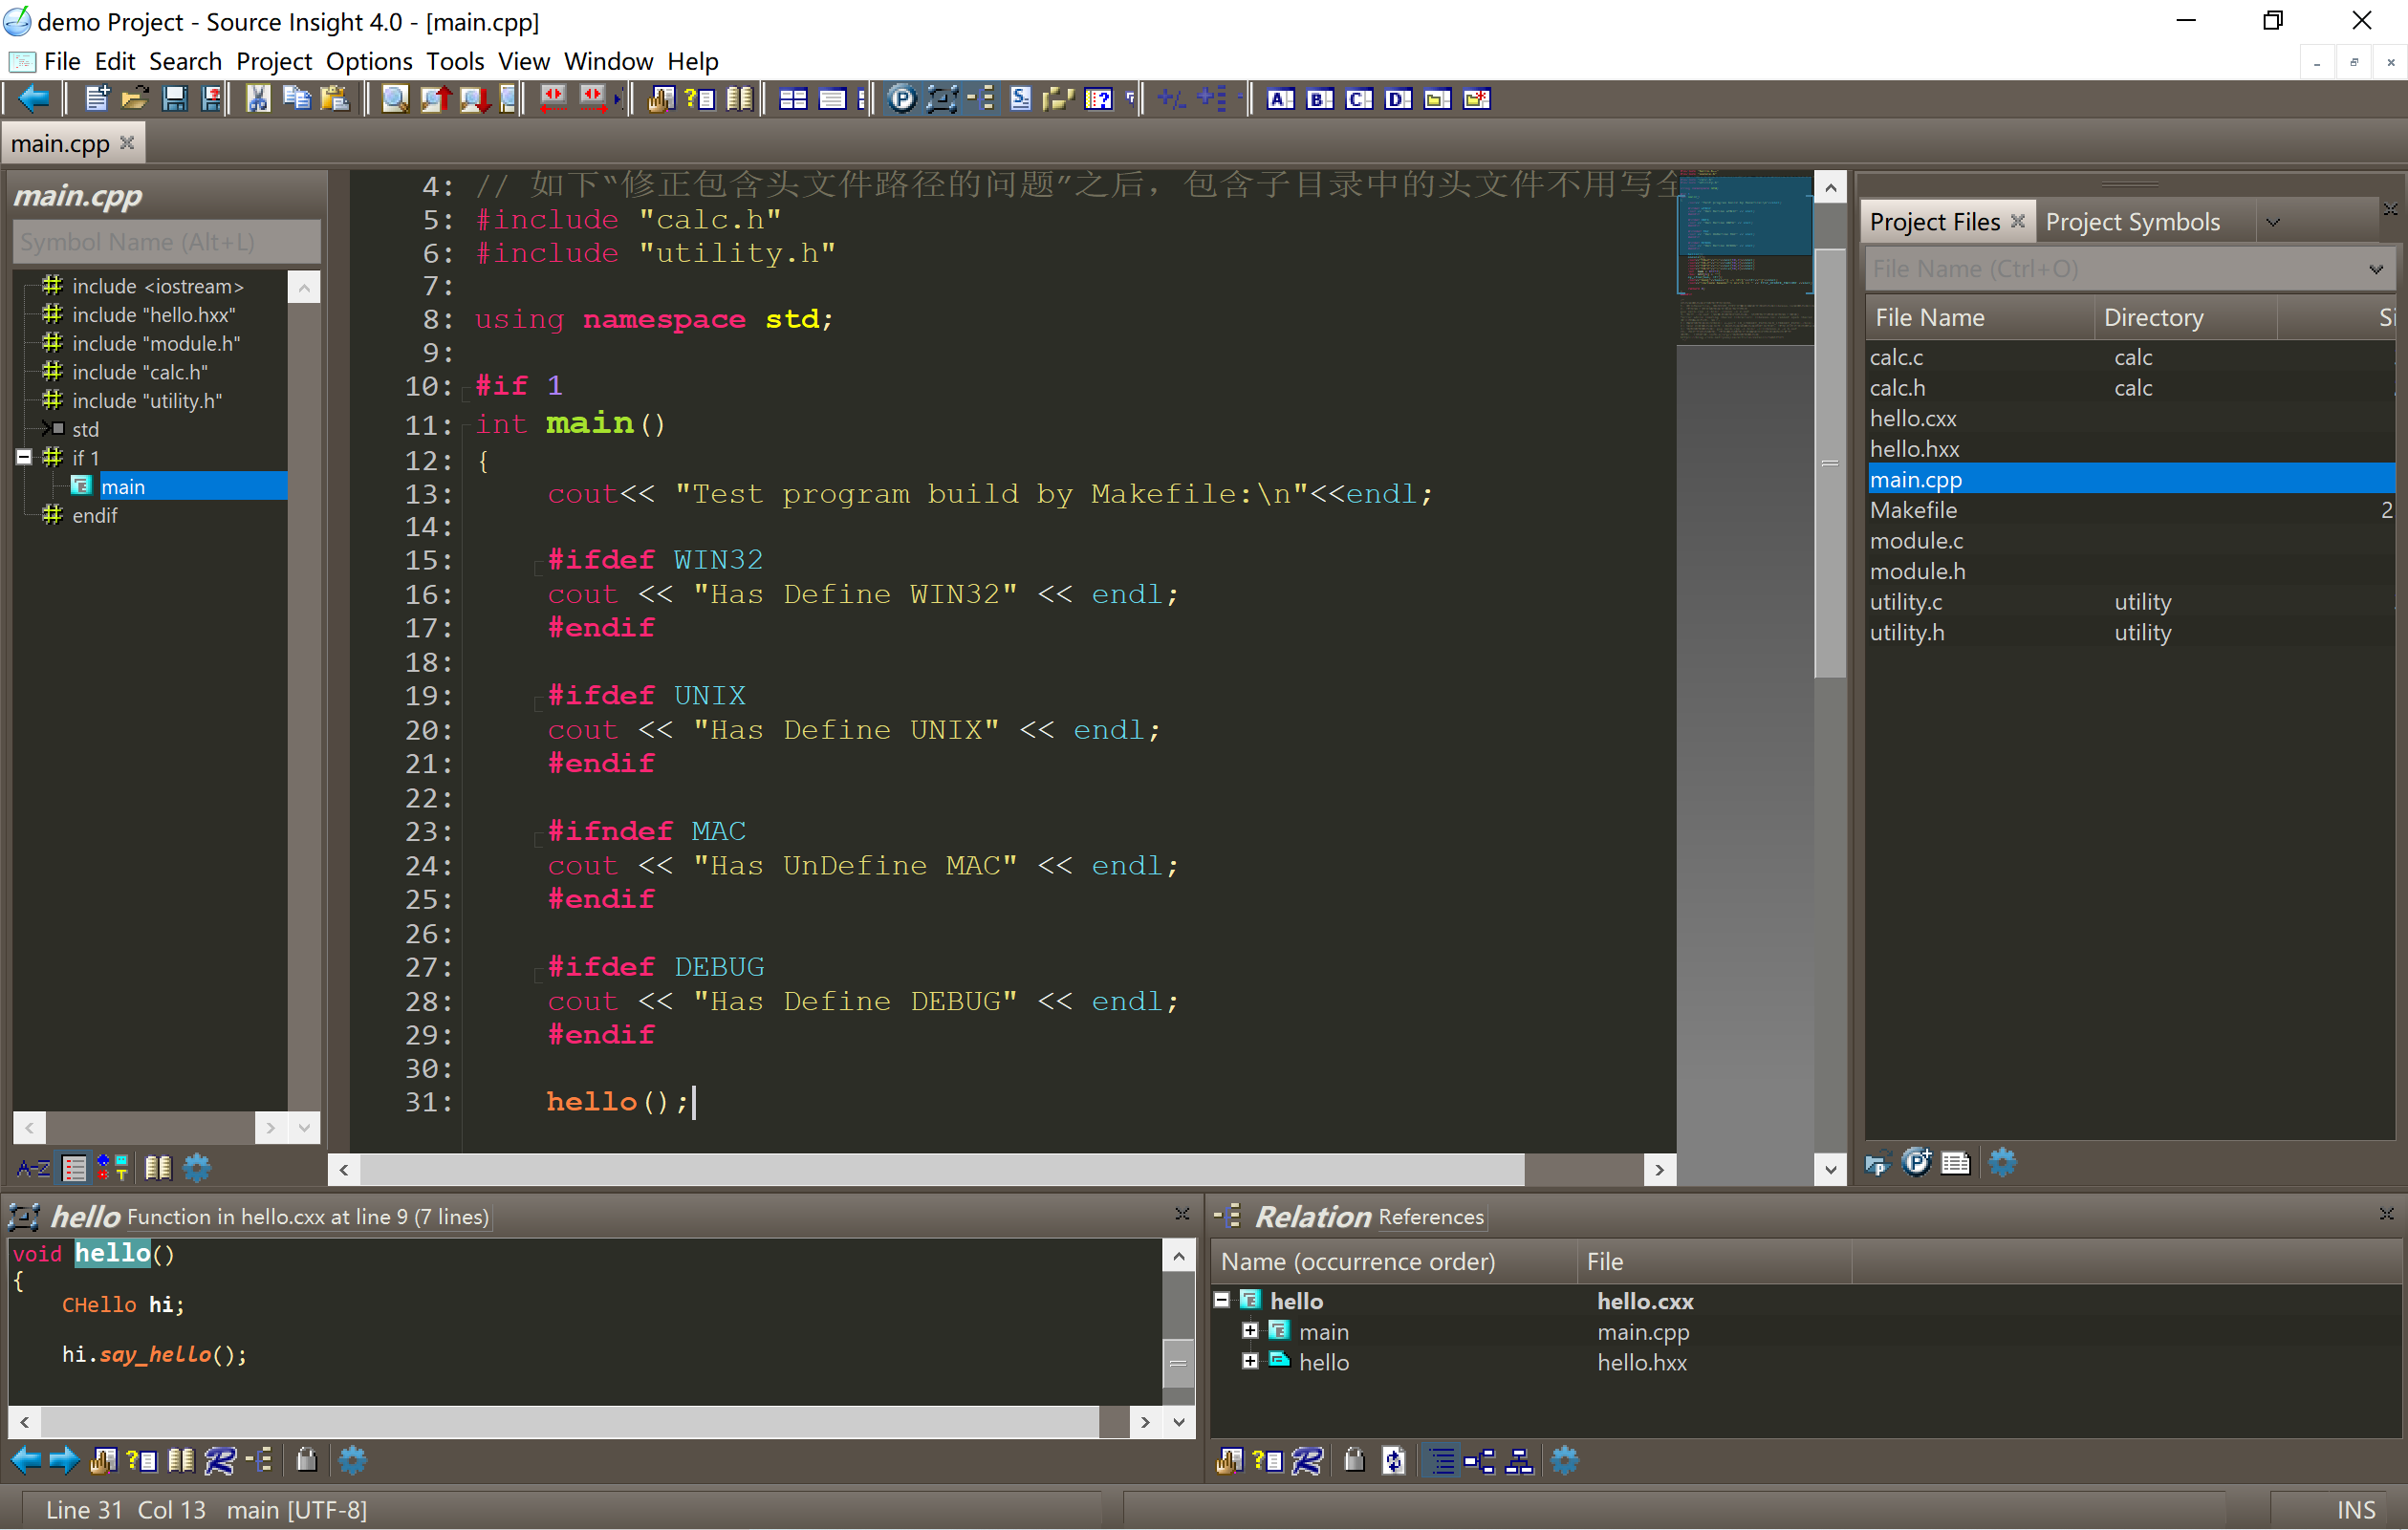 demo Project - Source Insight 4.0 - [main.cpp]
File Edit Search Project Options Tools View Window Help
main.cpp
main.cpp
Symbol Name (Alt+L)
include <iostream>
include "hello.hxx"
include "module.h"
include "calc.h"
include "utility.h"
std
if 1
main
endif
4: // 如下“修正包含头文件路径的问题”之后，包含子目录中的头文件不用写全
5: #include "calc.h"
6: #include "utility.h"
7:
8: using namespace std;
9:
10: #if 1
11: int main()
12: {
13: cout<< "Test program build by Makefile:\n"<<endl;
14:
15: #ifdef WIN32
16: cout << "Has Define WIN32" << endl;
17: #endif
18:
19: #ifdef UNIX
20: cout << "Has Define UNIX" << endl;
21: #endif
22:
23: #ifndef MAC
24: cout << "Has UnDefine MAC" << endl;
25: #endif
26:
27: #ifdef DEBUG
28: cout << "Has Define DEBUG" << endl;
29: #endif
30:
31: hello();
Project Files Project Symbols
File Name (Ctrl+O)
File Name Directory Si
calc.c calc
calc.h calc
hello.cxx
hello.hxx
main.cpp
Makefile 2
module.c
module.h
utility.c utility
utility.h utility
A-Z
hello Function in hello.cxx at line 9 (7 lines)
void hello()
{
CHello hi;
hi.say_hello();
Relation References
Name (occurrence order) File
hello hello.cxx
main main.cpp
hello hello.hxx
Line 31 Col 13 main [UTF-8]
INS